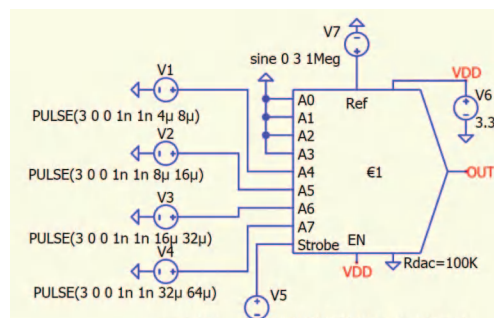 V7
sine 0 3 1Meg
VDD
V1
PULSE(3 0 0 1n 1n 4µ 8µ)
V2
PULSE(3 0 0 1n 1n 8µ 16µ)
V3
PULSE(3 0 0 1n 1n 16µ 32µ)
V4
PULSE(3 0 0 1n 1n 32µ 64µ)
V5
A0
A1
A2
A3
A4
A5
A6
A7
Strobe
Ref
€1
EN
VDD
V6
3.3
OUT
Rdac=100K